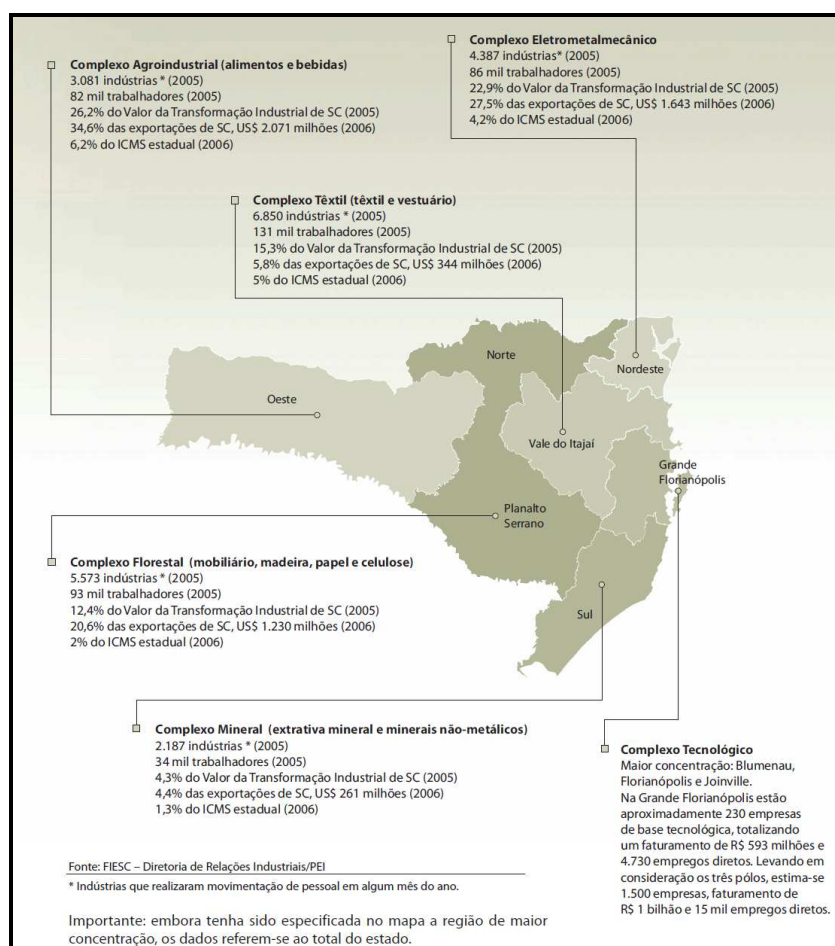 Complexo Agroindustrial (alimentos e bebidas)
3.081 indústrias * (2005)
82 mil trabalhadores (2005)
26,2% do Valor da Transformação Industrial de SC (2005)
34,6% das exportações de SC, US$ 2.071 milhões (2006)
6,2% do ICMS estadual (2006)
Complexo Eletrometalmecânico
4.387 indústrias* (2005)
86 mil trabalhadores (2005)
22,9% do Valor da Transformação Industrial de SC (2005)
27,5% das exportações de SC, US$ 1.643 milhões (2006)
4,2% do ICMS estadual (2006)
Complexo Têxtil (têxtil e vestuário)
6.850 indústrias * (2005)
131 mil trabalhadores (2005)
15,3% do Valor da Transformação Industrial de SC (2005)
5,8% das exportações de SC, US$ 344 milhões (2006)
5% do ICMS estadual (2006)
Norte
Nordeste
Oeste
Vale do Itajaí
Grande
Florianópolis
Planalto
Serrano
Sul
Complexo Florestal (mobiliário, madeira, papel e celulose)
5.573 indústrias * (2005)
93 mil trabalhadores (2005)
12,4% do Valor da Transformação Industrial de SC (2005)
20,6% das exportações de SC, US$ 1.230 milhões (2006)
2% do ICMS estadual (2006)
Complexo Mineral (extrativa mineral e minerais não-metálicos)
2.187 indústrias * (2005)
34 mil trabalhadores (2005)
4,3% do Valor da Transformação Industrial de SC (2005)
4,4% das exportações de SC, US$ 261 milhões (2006)
1,3% do ICMS estadual (2006)
Complexo Tecnológico
Maior concentração: Blumenau,
Florianópolis e Joinville.
Na Grande Florianópolis estão
aproximadamente 230 empresas
de base tecnológica, totalizando
um faturamento de R$ 593 milhões e
4.730 empregos diretos. Levando em
consideração os três pólos, estima-se
1.500 empresas, faturamento de
R$ 1 bilhão e 15 mil empregos diretos.
Fonte: FIESC – Diretoria de Relações Industriais/PEI
* Indústrias que realizaram movimentação de pessoal em algum mês do ano.
Importante: embora tenha sido especificada no mapa a região de maior
concentração, os dados referem-se ao total do estado.